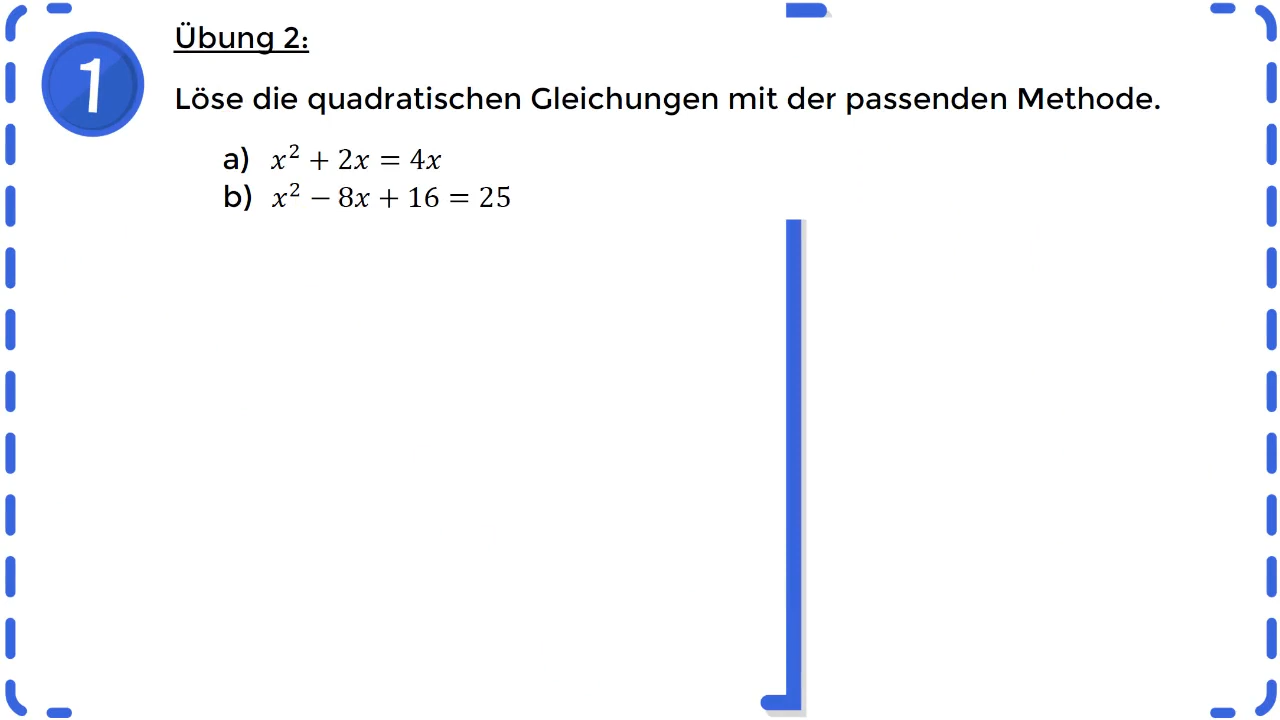 1
Übung 2:
Löse die quadratischen Gleichungen mit der passenden Methode.
a) x² + 2x = 4x
b) x² − 8x + 16 = 25